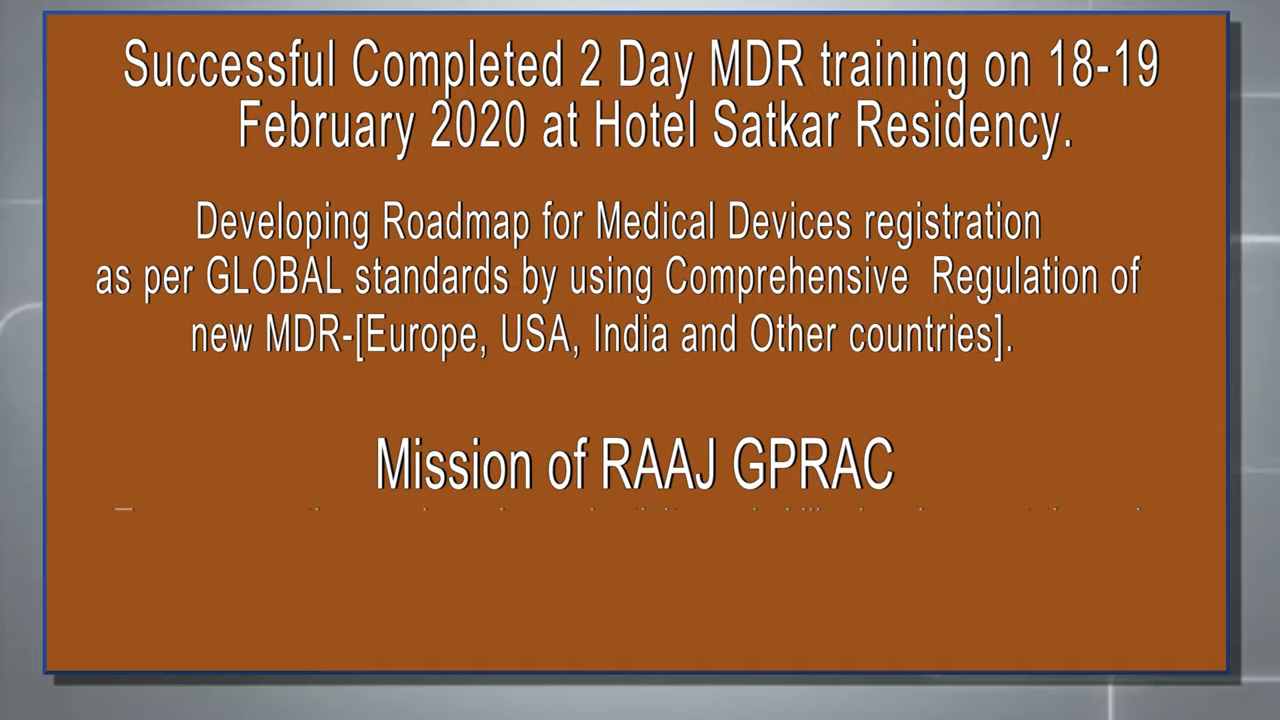 Successful Completed 2 Day MDR training on 18-19
February 2020 at Hotel Satkar Residency.
Developing Roadmap for Medical Devices registration
as per GLOBAL standards by using Comprehensive Regulation of
new MDR-[Europe, USA, India and Other countries].
Mission of RAAJ GPRAC